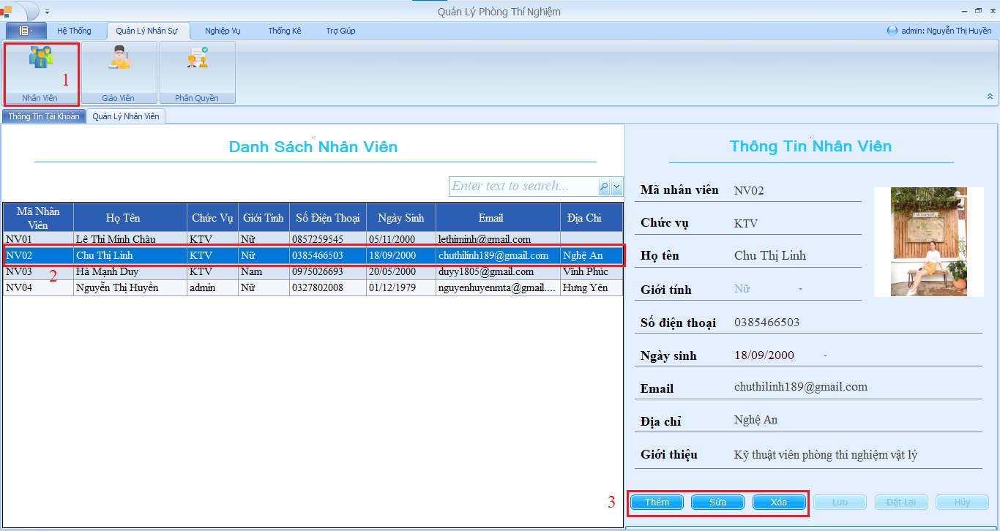 Quản Lý Phòng Thí Nghiệm
Hệ Thống Quản Lý Nhân Sự Nghiệp Vụ Thống Kê Trợ Giúp admin: Nguyễn Thị Huyền
1
Nhân Viên Giáo Viên Phân Quyền
Thông Tin Tài Khoản Quản Lý Nhân Viên
Danh Sách Nhân Viên
Enter text to search...
Mã Nhân Viên Họ Tên Chức Vụ Giới Tính Số Điện Thoại Ngày Sinh Email Địa Chỉ
NV01 Lê Thi Minh Châu KTV Nữ 0857259545 05/11/2000 lethiminh@gmail.com
NV02 Chu Thị Linh KTV Nữ 0385466503 18/09/2000 chuthilinh189@gmail.com Nghệ An
NV03 Hà Mạnh Duy KTV Nam 0975026693 20/05/2000 duyy1805@gmail.com Vĩnh Phúc
2
NV04 Nguyễn Thị Huyền admin Nữ 0327802008 01/12/1979 nguyenhuyenmta@gmail.... Hưng Yên
Thông Tin Nhân Viên
Mã nhân viên NV02
Chức vụ KTV
Họ tên Chu Thị Linh
Giới tính Nữ
Số điện thoại 0385466503
Ngày sinh 18/09/2000
Email chuthilinh189@gmail.com
Địa chỉ Nghệ An
Giới thiệu Kỹ thuật viên phòng thí nghiệm vật lý
3 Thêm Sửa Xóa Lưu Đặt Lại Hủy